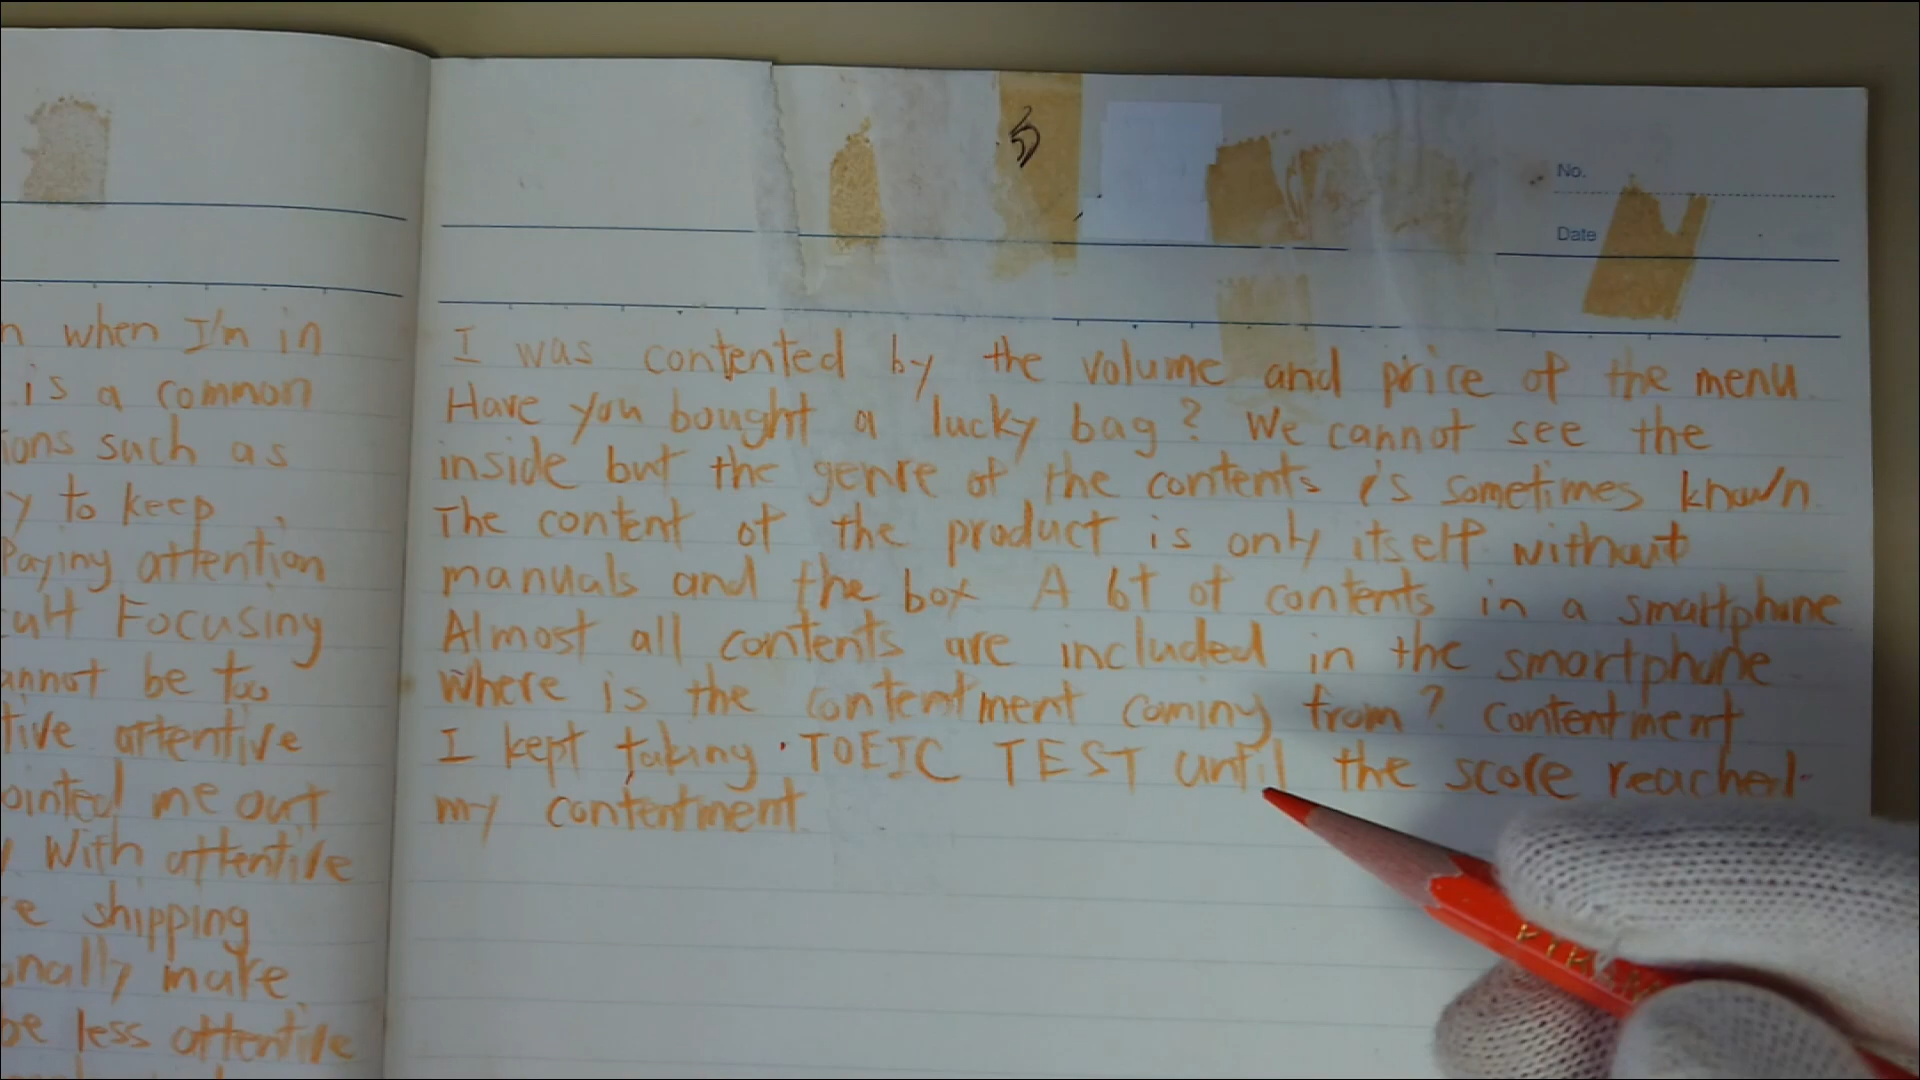 n when I'm in
is a common
ions such as
y to keep
Paying attention
cult Focusing
annot be too
tive attentive
ointed me out
With attentive
e shipping
onally make
be less attentive
5
No.
Date
I was contented by the volume and price of the menu.
Have you bought a lucky bag? We cannot see the
inside but the genre of the contents is sometimes known.
The content of the product is only itself without
manuals and the box A lot of contents in a smartphone
Almost all contents are included in the smartphone.
Where is the contentment coming from? contentment
I kept taking TOEIC TEST until the score reached
my contentment